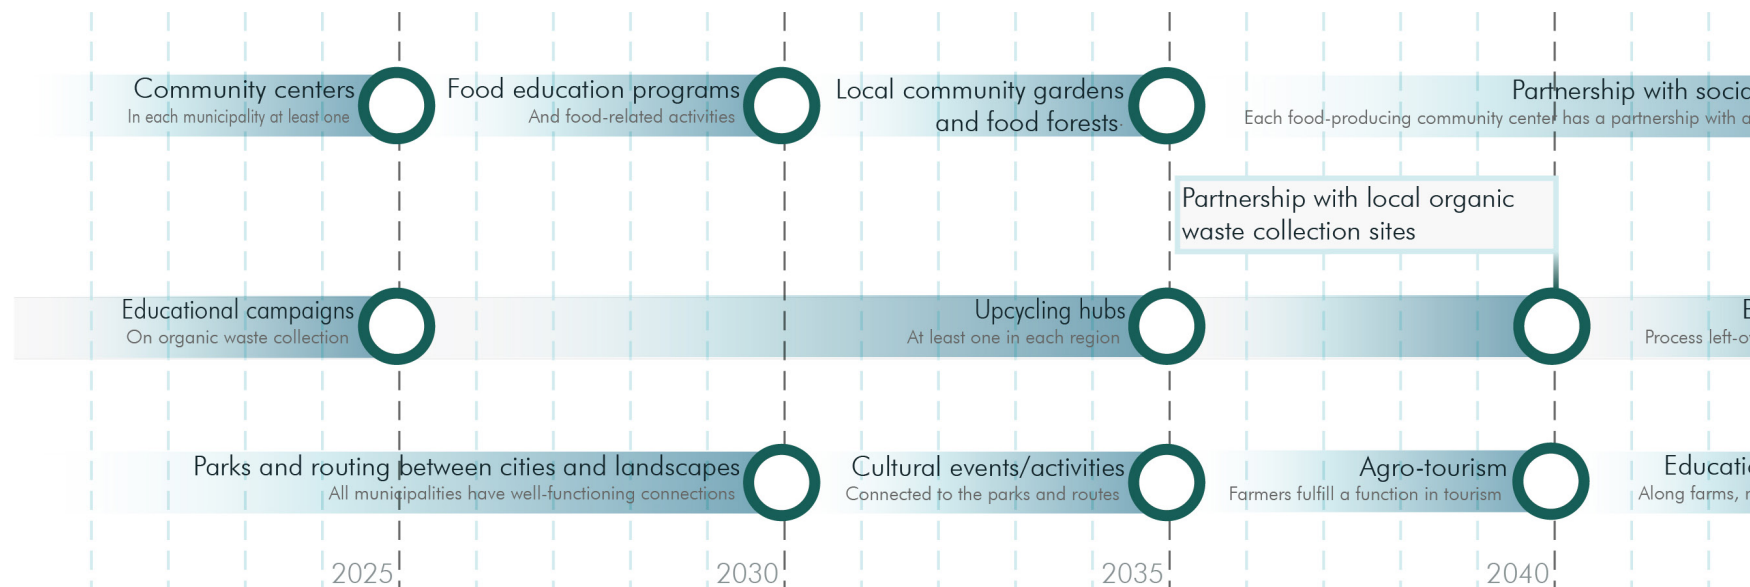 Community centers
In each municipality at least one
Food education programs
And food-related activities
Local community gardens
and food forests
Partnership with
Each food-producing community center has a partnership with a
Partnership with local organic
waste collection sites
Educational campaigns
On organic waste collection
Upcycling hubs
At least one in each region
Process
Parks and routing between cities and landscapes
All municipalities have well-functioning connections
Cultural events/activities
Connected to the parks and routes
Agro-tourism
Farmers fulfill a function in tourism
Along farms,
2025
2030
2035
2040